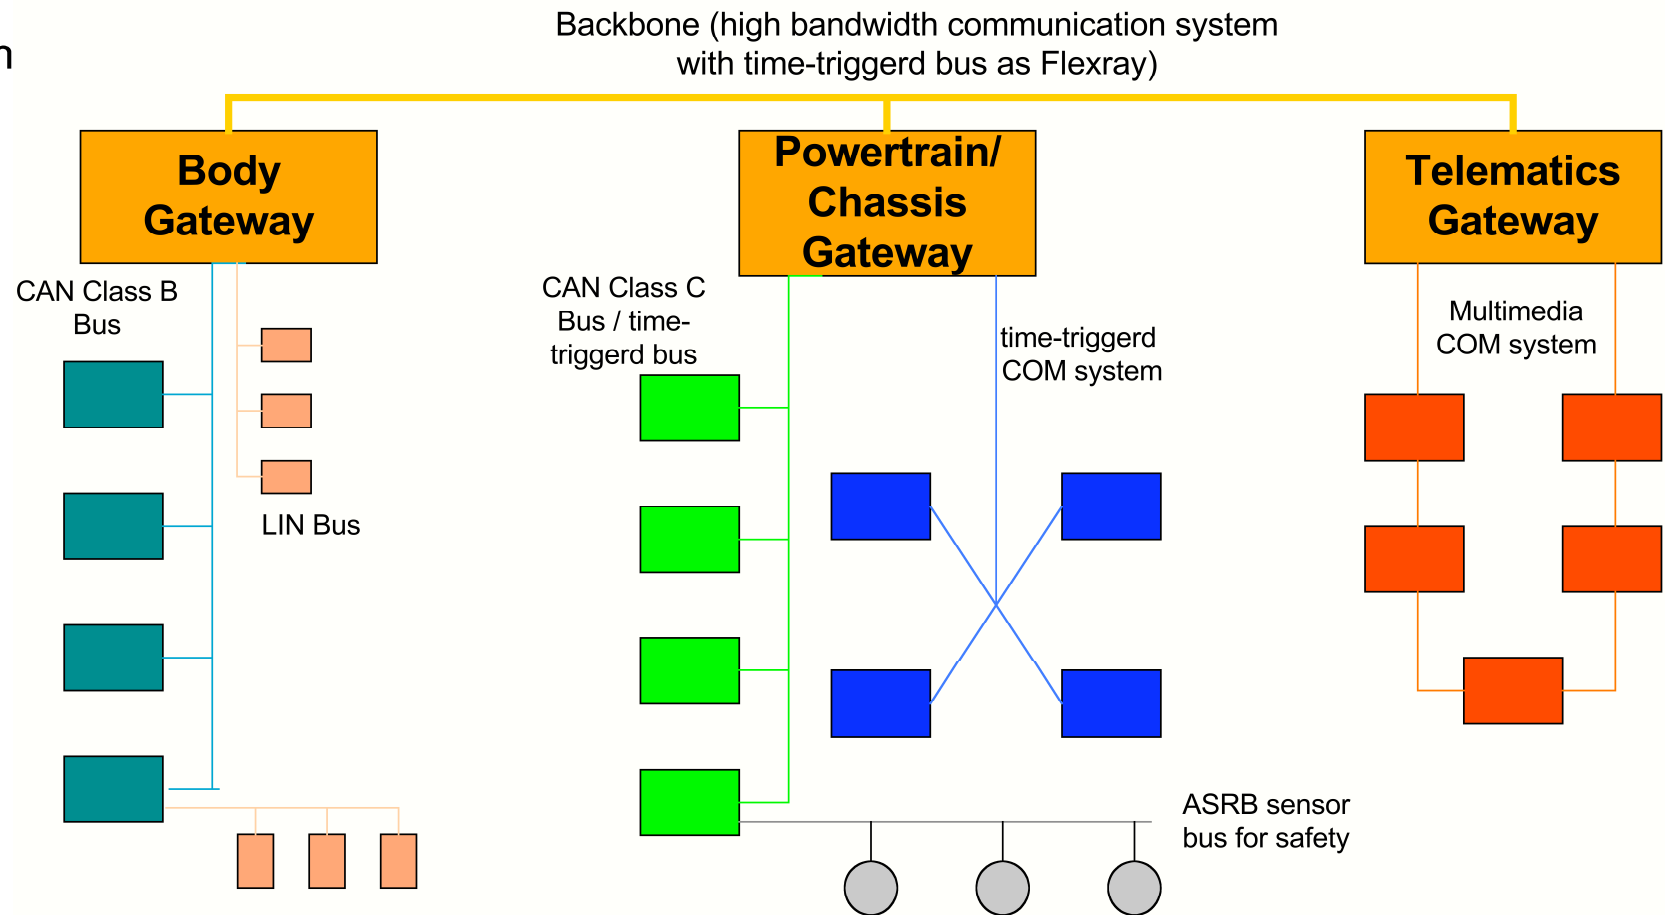 Backbone (high bandwidth communication system
with time-triggerd bus as Flexray)
n
Body
Gateway
Powertrain/
Chassis
Gateway
Telematics
Gateway
CAN Class B
Bus
CAN Class C
Bus / time-
triggerd bus
time-triggerd
COM system
Multimedia
COM system
LIN Bus
ASRB sensor
bus for safety